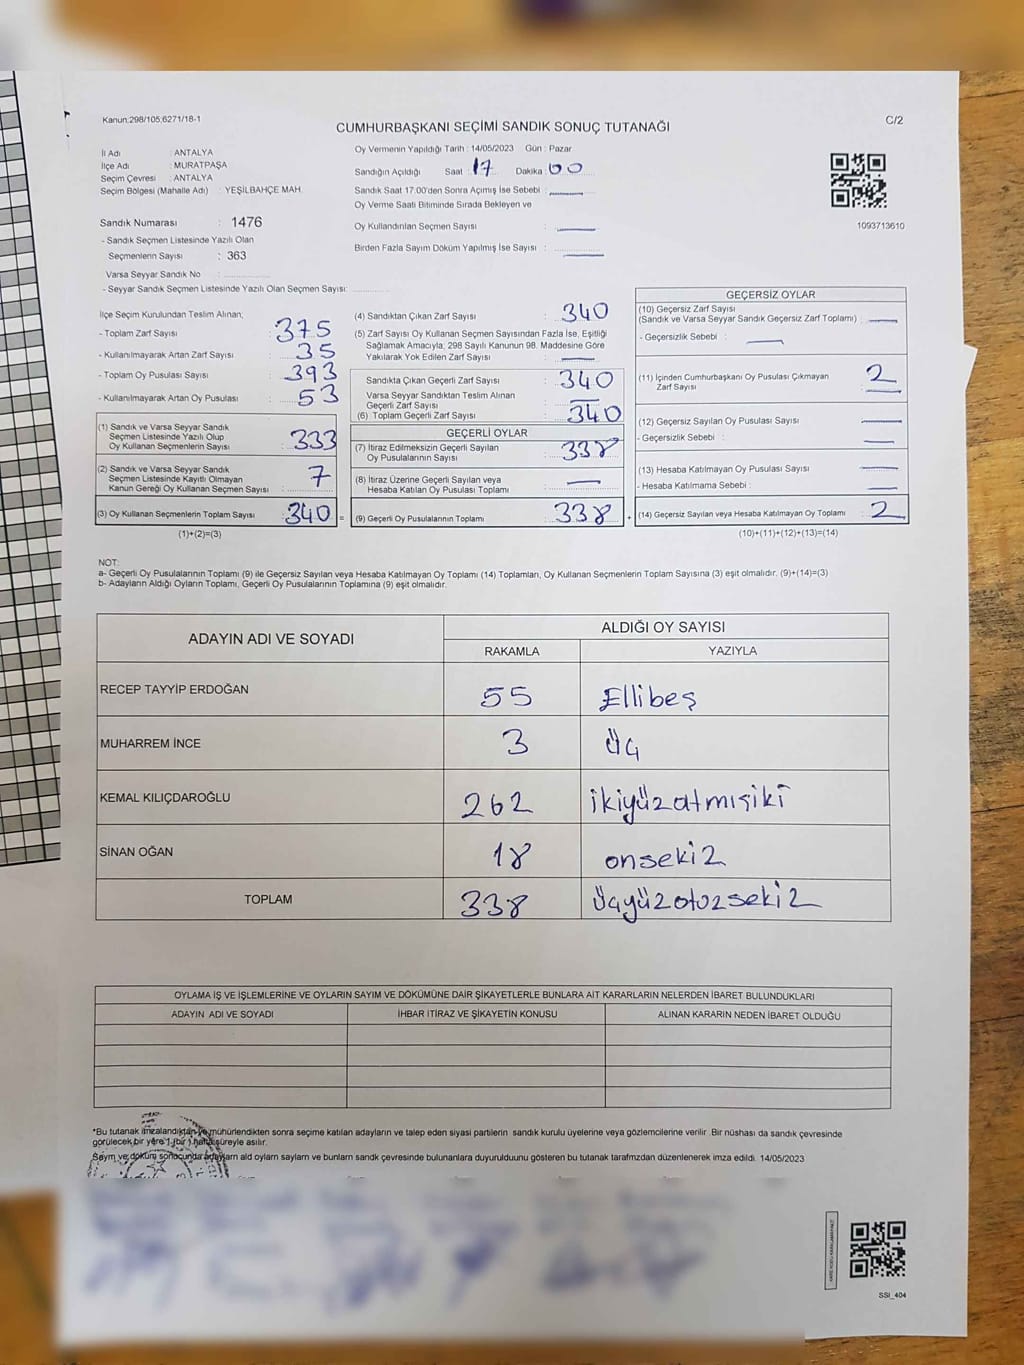 Kanun:298/105;6271/18-1
C/2
CUMHURBAŞKANI SEÇİMİ SANDIK SONUÇ TUTANAĞI
İl Adı : ANTALYA
İlçe Adı : MURATPAŞA
Seçim Çevresi : ANTALYA
Seçim Bölgesi (Mahalle Adı) : YEŞİLBAHÇE MAH.
Sandık Numarası : 1476
- Sandık Seçmen Listesinde Yazılı Olan
Seçmenlerin Sayısı : 363
Varsa Seyyar Sandık No :
- Seyyar Sandık Seçmen Listesinde Yazılı Olan Seçmen Sayısı:
Oy Vermenin Yapıldığı Tarih : 14/05/2023 Gün : Pazar
Sandığın Açıldığı Saat : 17 Dakika : 00
Sandık Saat 17:00'den Sonra Açımış İse Sebebi :
Oy Verme Saati Bitiminde Sırada Bekleyen ve
Oy Kullandırılan Seçmen Sayısı :
Birden Fazla Sayım Döküm Yapılmış İse Sayısı :
1093713610
İlçe Seçim Kurulundan Teslim Alınan;
- Toplam Zarf Sayısı : 375
- Kullanılmayarak Artan Zarf Sayısı : 35
- Toplam Oy Pusulası Sayısı : 393
- Kullanılmayarak Artan Oy Pusulası : 53
(1) Sandık ve Varsa Seyyar Sandık
Seçmen Listesinde Yazılı Olup
Oy Kullanan Seçmenlerin Sayısı : 333
(2) Sandık ve Varsa Seyyar Sandık
Seçmen Listesinde Kayıtlı Olmayan
Kanun Gereği Oy Kullanan Seçmen Sayısı : 7
(3) Oy Kullanan Seçmenlerin Toplam Sayısı : 340 =
(1)+(2)=(3)
(4) Sandıktan Çıkan Zarf Sayısı : 340
(5) Zarf Sayısı Oy Kullanan Seçmen Sayısından Fazla İse, Eşitliği
Sağlamak Amacıyla; 298 Sayılı Kanunun 98. Maddesine Göre
Yakılarak Yok Edilen Zarf Sayısı :
Sandıkta Çıkan Geçerli Zarf Sayısı : 340
Varsa Seyyar Sandıktan Teslim Alınan
Geçerli Zarf Sayısı :
(6) Toplam Geçerli Zarf Sayısı : 340
GEÇERLİ OYLAR
(7) İtiraz Edilmeksizin Geçerli Sayılan
Oy Pusulalarının Sayısı : 338
(8) İtiraz Üzerine Geçerli Sayılan veya
Hesaba Katılan Oy Pusulası Toplamı :
(9) Geçerli Oy Pusulalarının Toplamı : 338 +
GEÇERSİZ OYLAR
(10) Geçersiz Zarf Sayısı
(Sandık ve Varsa Seyyar Sandık Geçersiz Zarf Toplamı) :
- Geçersizlik Sebebi :
(11) İçinden Cumhurbaşkanı Oy Pusulası Çıkmayan
Zarf Sayısı : 2
(12) Geçersiz Sayılan Oy Pusulası Sayısı :
- Geçersizlik Sebebi :
(13) Hesaba Katılmayan Oy Pusulası Sayısı :
- Hesaba Katılmama Sebebi :
(14) Geçersiz Sayılan veya Hesaba Katılmayan Oy Toplamı : 2
(10)+(11)+(12)+(13)=(14)
NOT:
a- Geçerli Oy Pusulalarının Toplamı (9) ile Geçersiz Sayılan veya Hesaba Katılmayan Oy Toplamı (14) Toplamları, Oy Kullanan Seçmenlerin Toplam Sayısına (3) eşit olmalıdır. (9)+(14)=(3)
b- Adayların Aldığı Oyların Toplamı, Geçerli Oy Pusulalarının Toplamına (9) eşit olmalıdır.
ADAYIN ADI VE SOYADI ALDIĞI OY SAYISI
RAKAMLA YAZIYLA
RECEP TAYYİP ERDOĞAN 55 Ellibeş
MUHARREM İNCE 3 Üç
KEMAL KILIÇDAROĞLU 262 ikiyüzatmışiki
SİNAN OĞAN 18 onsekiz
TOPLAM 338 Üçyüzotuzsekiz
OYLAMA İŞ VE İŞLEMLERİNE VE OYLARIN SAYIM VE DÖKÜMÜNE DAİR ŞİKAYETLERLE BUNLARA AİT KARARLARIN NELERDEN İBARET BULUNDUKLARI
ADAYIN ADI VE SOYADI İHBAR İTİRAZ VE ŞİKAYETİN KONUSU ALINAN KARARIN NEDEN İBARET OLDUĞU
*Bu tutanak imzalandıktan ve mühürlendikten sonra seçime katılan adayların ve talep eden siyasi partilerin sandık kurulu üyelerine veya gözlemcilerine verilir. Bir nüshası da sandık çevresinde
görülecek bir yere 1 (bir ) hafta süreyle asılır.
Sayım ve döküm sonucunda adayların ald oyların sayları ve bunların sandk çevresinde bulunanlara duyurulduunu gösteren bu tutanak tarafımzdan düzenlenerek imza edildi. 14/05/2023
SSI_404